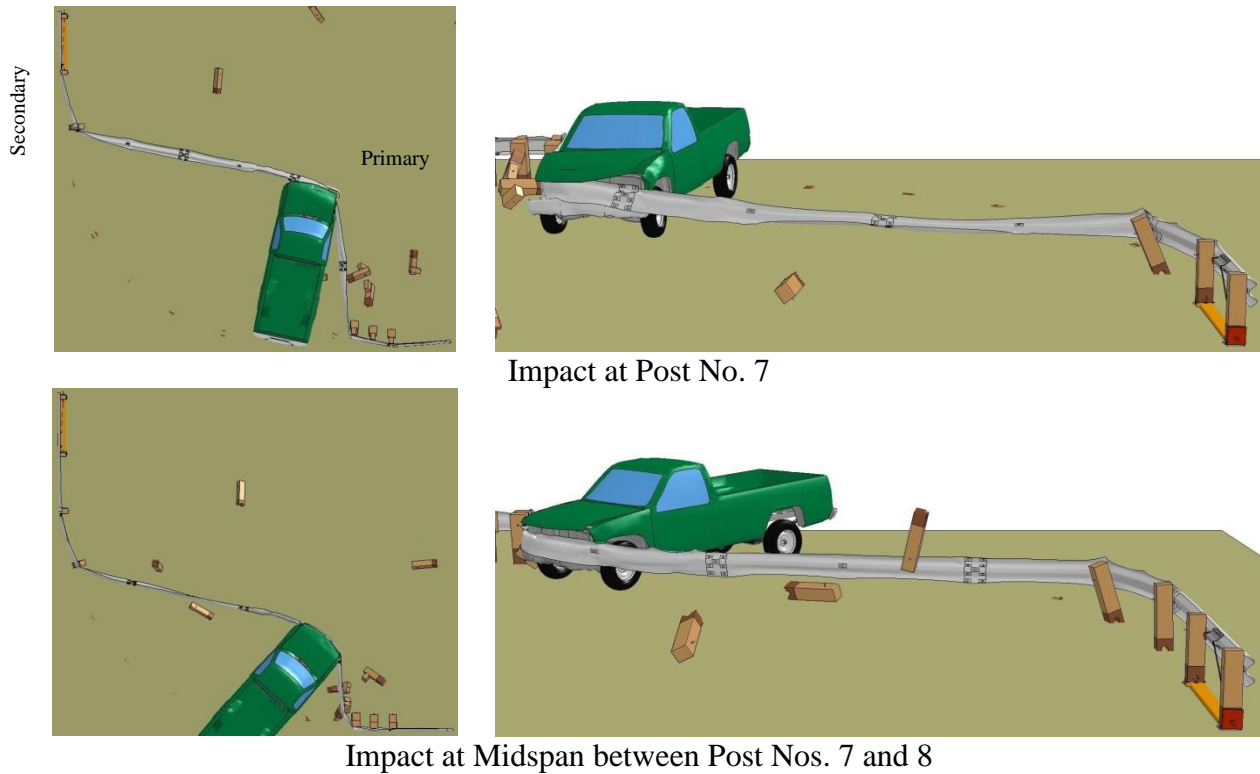 Secondary
Primary
Impact at Post No. 7
Impact at Midspan between Post Nos. 7 and 8